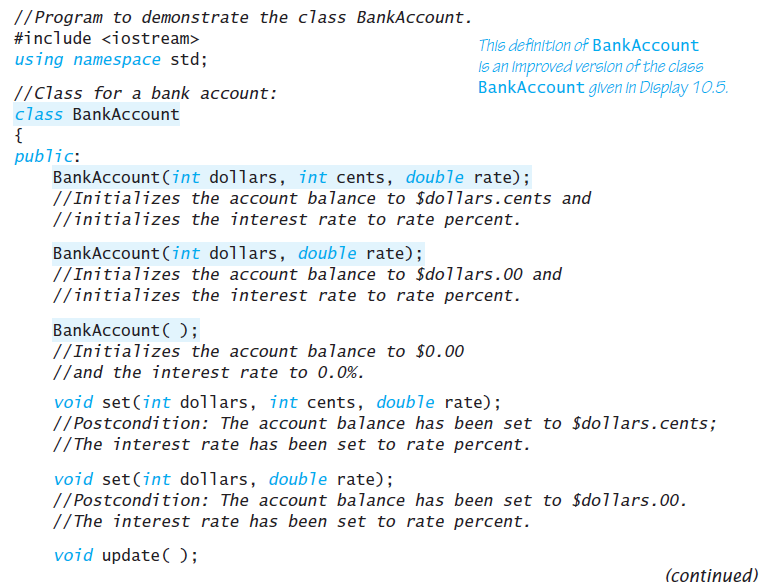 //Program to demonstrate the class BankAccount.
#include <iostream>
using namespace std;
This definition of BankAccount
is an improved version of the class
BankAccount given in Display 10.5.
//Class for a bank account:
class BankAccount
{
public:
BankAccount(int dollars, int cents, double rate);
//Initializes the account balance to $dollars.cents and
//initializes the interest rate to rate percent.
BankAccount(int dollars, double rate);
//Initializes the account balance to $dollars.00 and
//initializes the interest rate to rate percent.
BankAccount( );
//Initializes the account balance to $0.00
//and the interest rate to 0.0%.
void set(int dollars, int cents, double rate);
//Postcondition: The account balance has been set to $dollars.cents;
//The interest rate has been set to rate percent.
void set(int dollars, double rate);
//Postcondition: The account balance has been set to $dollars.00.
//The interest rate has been set to rate percent.
void update( );
(continued)